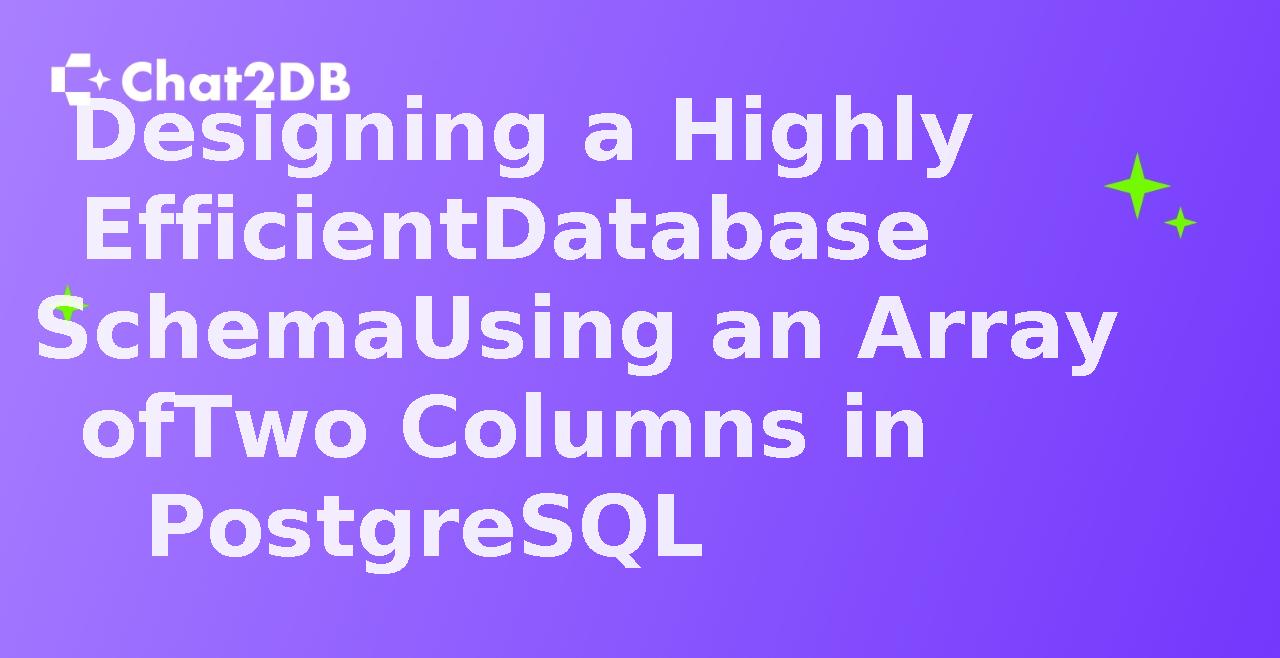 Chat2DB
Designing a Highly
EfficientDatabase
SchemaUsing an Array
ofTwo Columns in
PostgreSQL